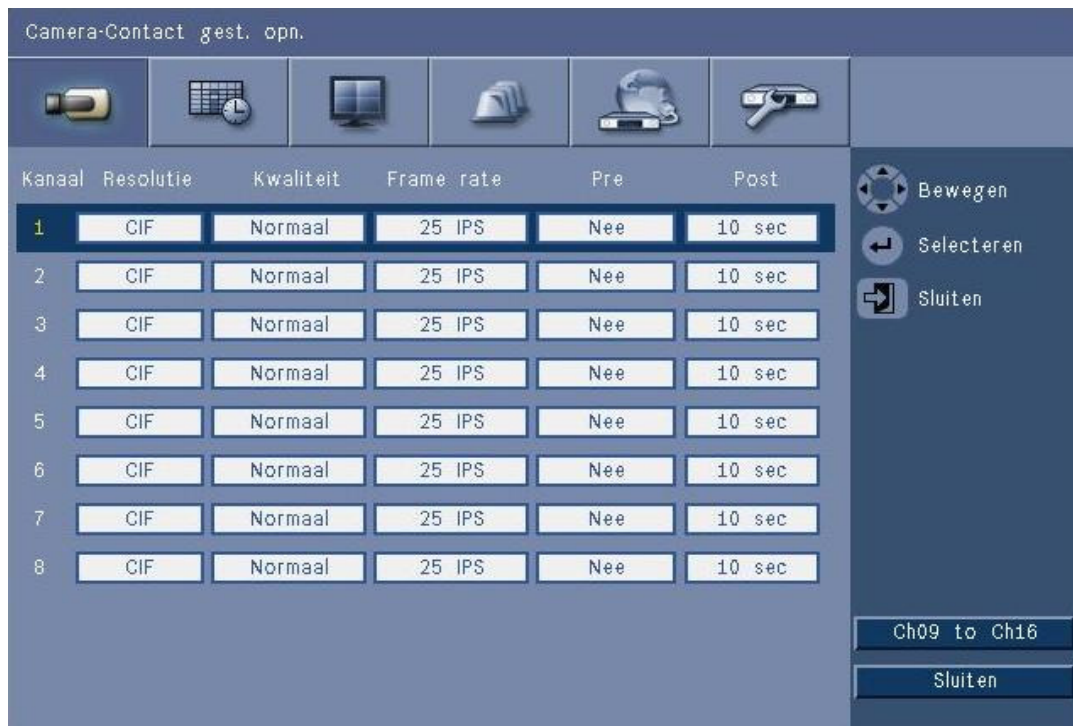 Camera-Contact gest. opn.
Kanaal Resolutie Kwaliteit Frame rate Pre Post
1 CIF Normaal 25 IPS Nee 10 sec
2 CIF Normaal 25 IPS Nee 10 sec
3 CIF Normaal 25 IPS Nee 10 sec
4 CIF Normaal 25 IPS Nee 10 sec
5 CIF Normaal 25 IPS Nee 10 sec
6 CIF Normaal 25 IPS Nee 10 sec
7 CIF Normaal 25 IPS Nee 10 sec
8 CIF Normaal 25 IPS Nee 10 sec
Bewegen
Selecteren
Sluiten
Ch09 to Ch16
Sluiten